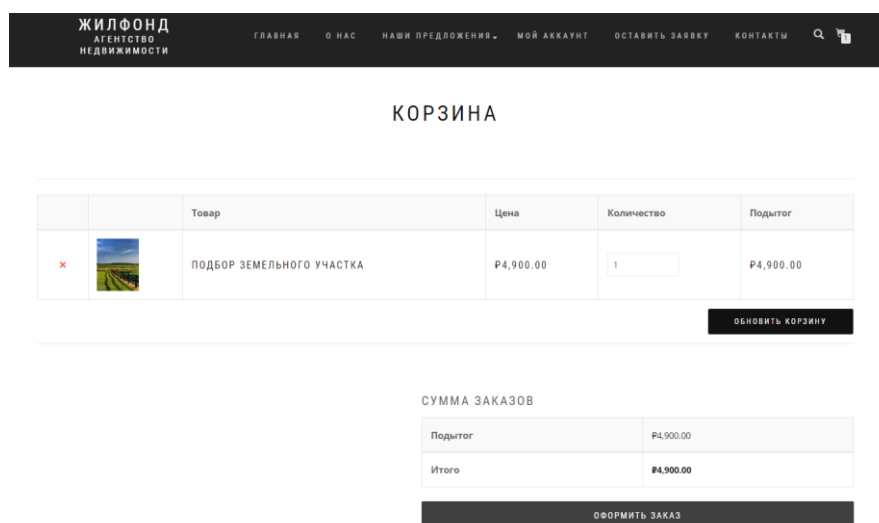 ЖИЛФОНД
АГЕНТСТВО
НЕДВИЖИМОСТИ
ГЛАВНАЯ О НАС НАШИ ПРЕДЛОЖЕНИЯ МОЙ АККАУНТ ОСТАВИТЬ ЗАЯВКУ КОНТАКТЫ 1
КОРЗИНА
Товар Цена Количество Подытог
× ПОДБОР ЗЕМЕЛЬНОГО УЧАСТКА ₽4,900.00 1 ₽4,900.00
ОБНОВИТЬ КОРЗИНУ
СУММА ЗАКАЗОВ
Подытог ₽4,900.00
Итого ₽4,900.00
ОФОРМИТЬ ЗАКАЗ